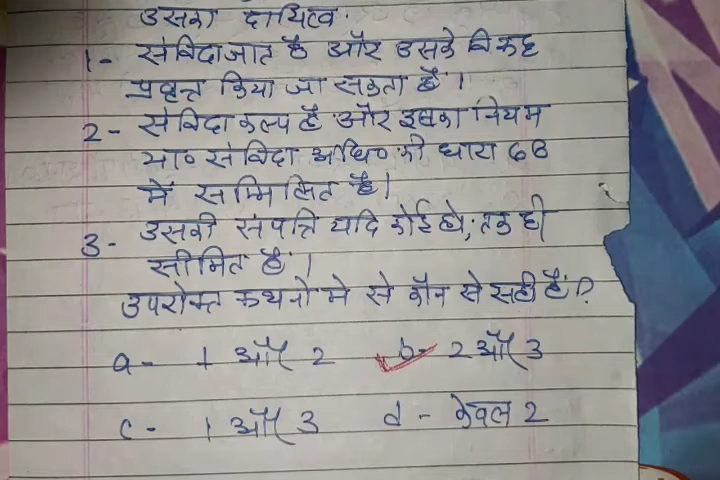 उसका दायित्व.
1- संविदाजात है और उसके विरूद्ध
प्रवृत्त किया जा सकता है ।
2- संविदा कल्प है और इसका नियम
भा० संविदा अधि० की धारा 68
में सम्मिलित है।
3- उसकी संपत्ति यदि कोई हो, तक ही
सीमित है ।
उपरोक्त कथनो मे से कौन से सही हैं?
a- 1 और 2 b- 2 और 3
c- 1 और 3 d- केवल 2